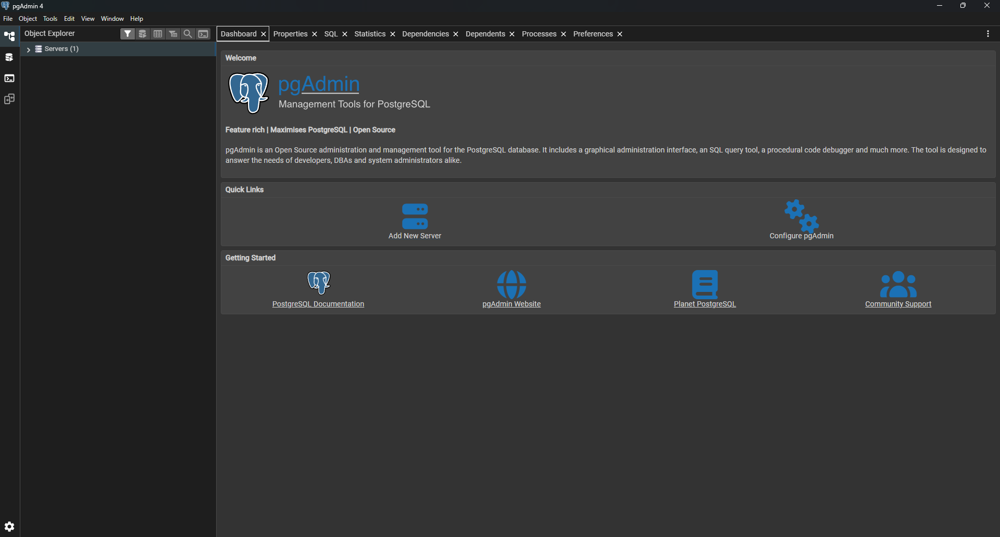 pgAdmin 4
File Object Tools Edit View Window Help
Object Explorer
Dashboard Properties SQL Statistics Dependencies Dependents Processes Preferences
Servers (1)
Welcome
pgAdmin
Management Tools for PostgreSQL
Feature rich | Maximises PostgreSQL | Open Source
pgAdmin is an Open Source administration and management tool for the PostgreSQL database. It includes a graphical administration interface, an SQL query tool, a procedural code debugger and much more. The tool is designed to
answer the needs of developers, DBAs and system administrators alike.
Quick Links
Add New Server
Configure pgAdmin
Getting Started
PostgreSQL Documentation
pgAdmin Website
Planet PostgreSQL
Community Support